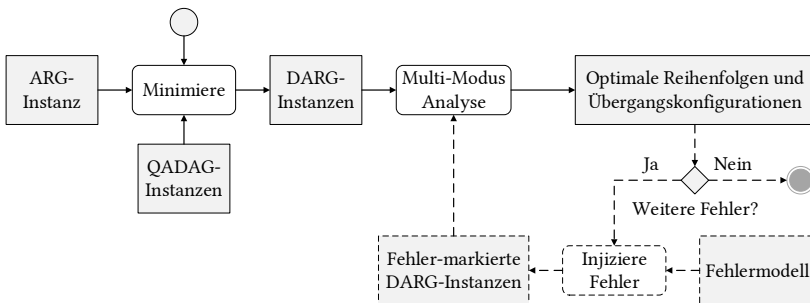 ARG-
Instanz
Minimiere
DARG-
Instanzen
Multi-Modus
Analyse
Optimale Reihenfolgen und
Übergangskonfigurationen
QADAG-
Instanzen
Ja
Nein
Weitere Fehler?
Fehler-markierte
DARG-Instanzen
Injiziere
Fehler
Fehlermodell